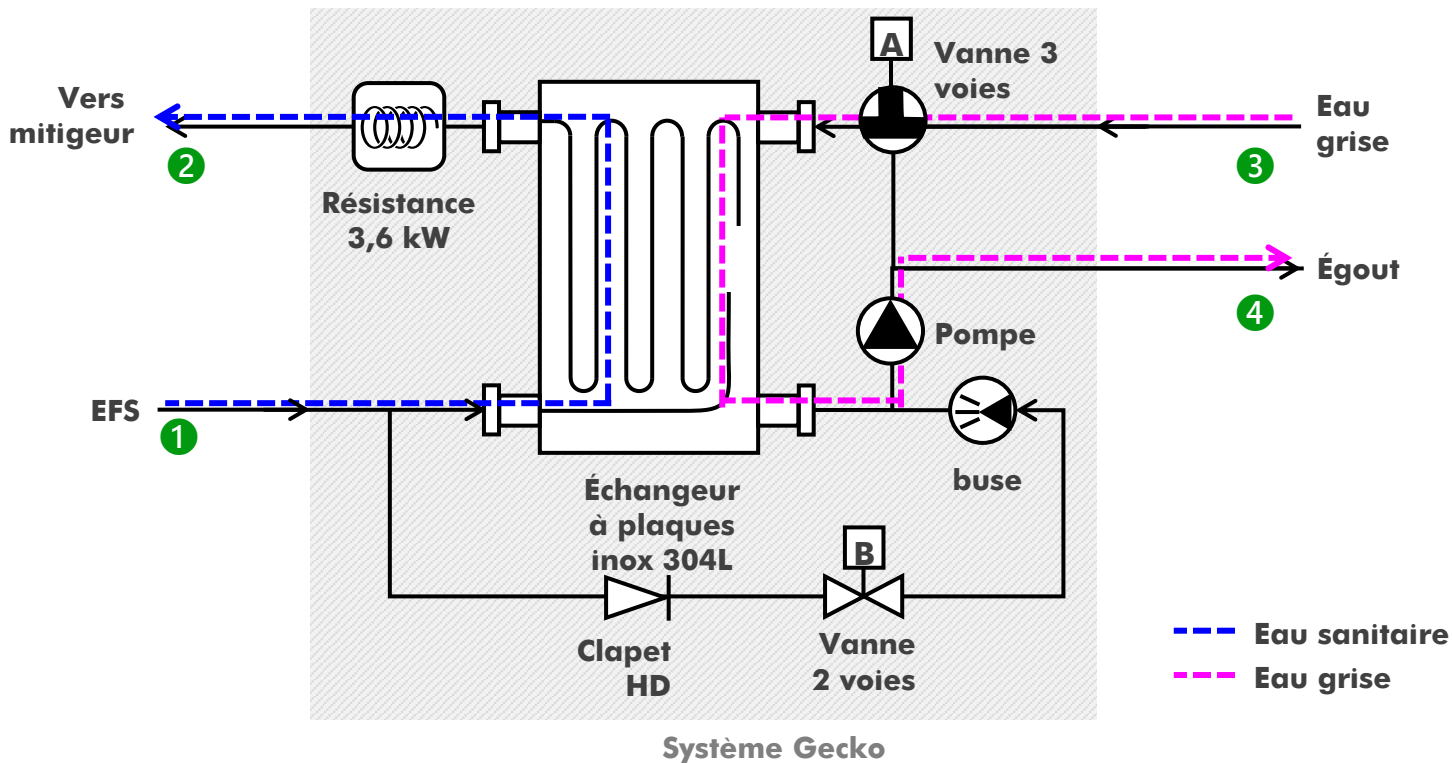 A
Vanne 3
voies
Vers
mitigeur
Eau
grise
2
3
Résistance
3,6 kW
Égout
4
Pompe
EFS
1
buse
Échangeur
à plaques
inox 304L
B
Clapet
HD
Vanne
2 voies
Eau sanitaire
Eau grise
Système Gecko